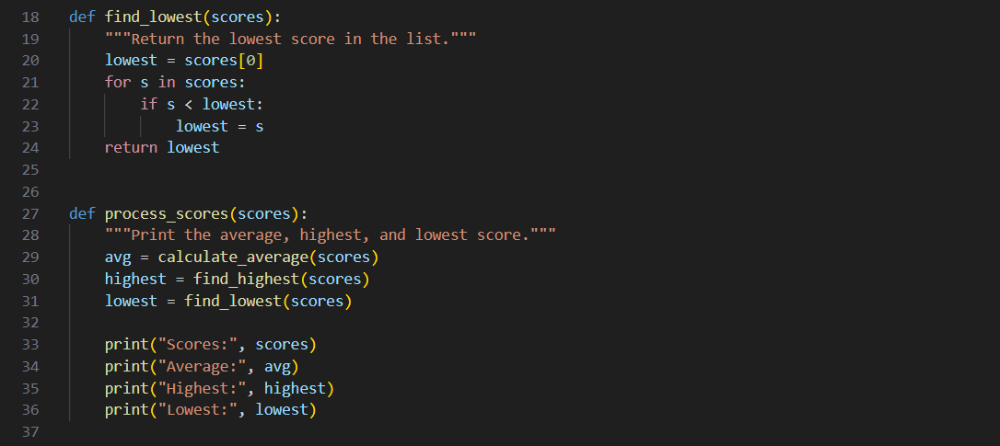 18 def find_lowest(scores):
19     """Return the lowest score in the list."""
20     lowest = scores[0]
21     for s in scores:
22         if s < lowest:
23             lowest = s
24     return lowest
25
26
27 def process_scores(scores):
28     """Print the average, highest, and lowest score."""
29     avg = calculate_average(scores)
30     highest = find_highest(scores)
31     lowest = find_lowest(scores)
32
33     print("Scores:", scores)
34     print("Average:", avg)
35     print("Highest:", highest)
36     print("Lowest:", lowest)
37